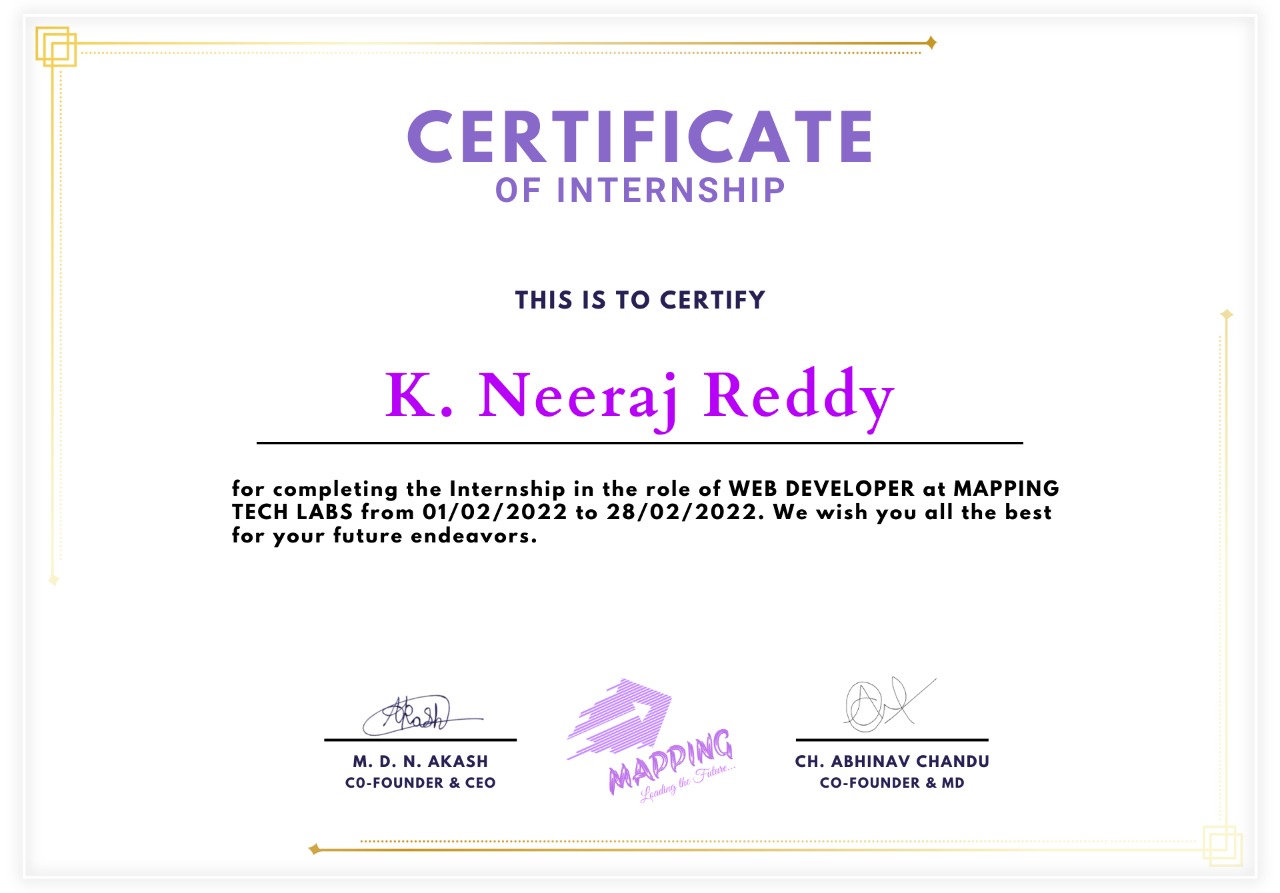 CERTIFICATE
OF INTERNSHIP
THIS IS TO CERTIFY
K. Neeraj Reddy
for completing the Internship in the role of WEB DEVELOPER at MAPPING
TECH LABS from 01/02/2022 to 28/02/2022. We wish you all the best
for your future endeavors.
Akash
M. D. N. AKASH
C0-FOUNDER & CEO
MAPPING
Loading the Future...
CH. ABHINAV CHANDU
CO-FOUNDER & MD